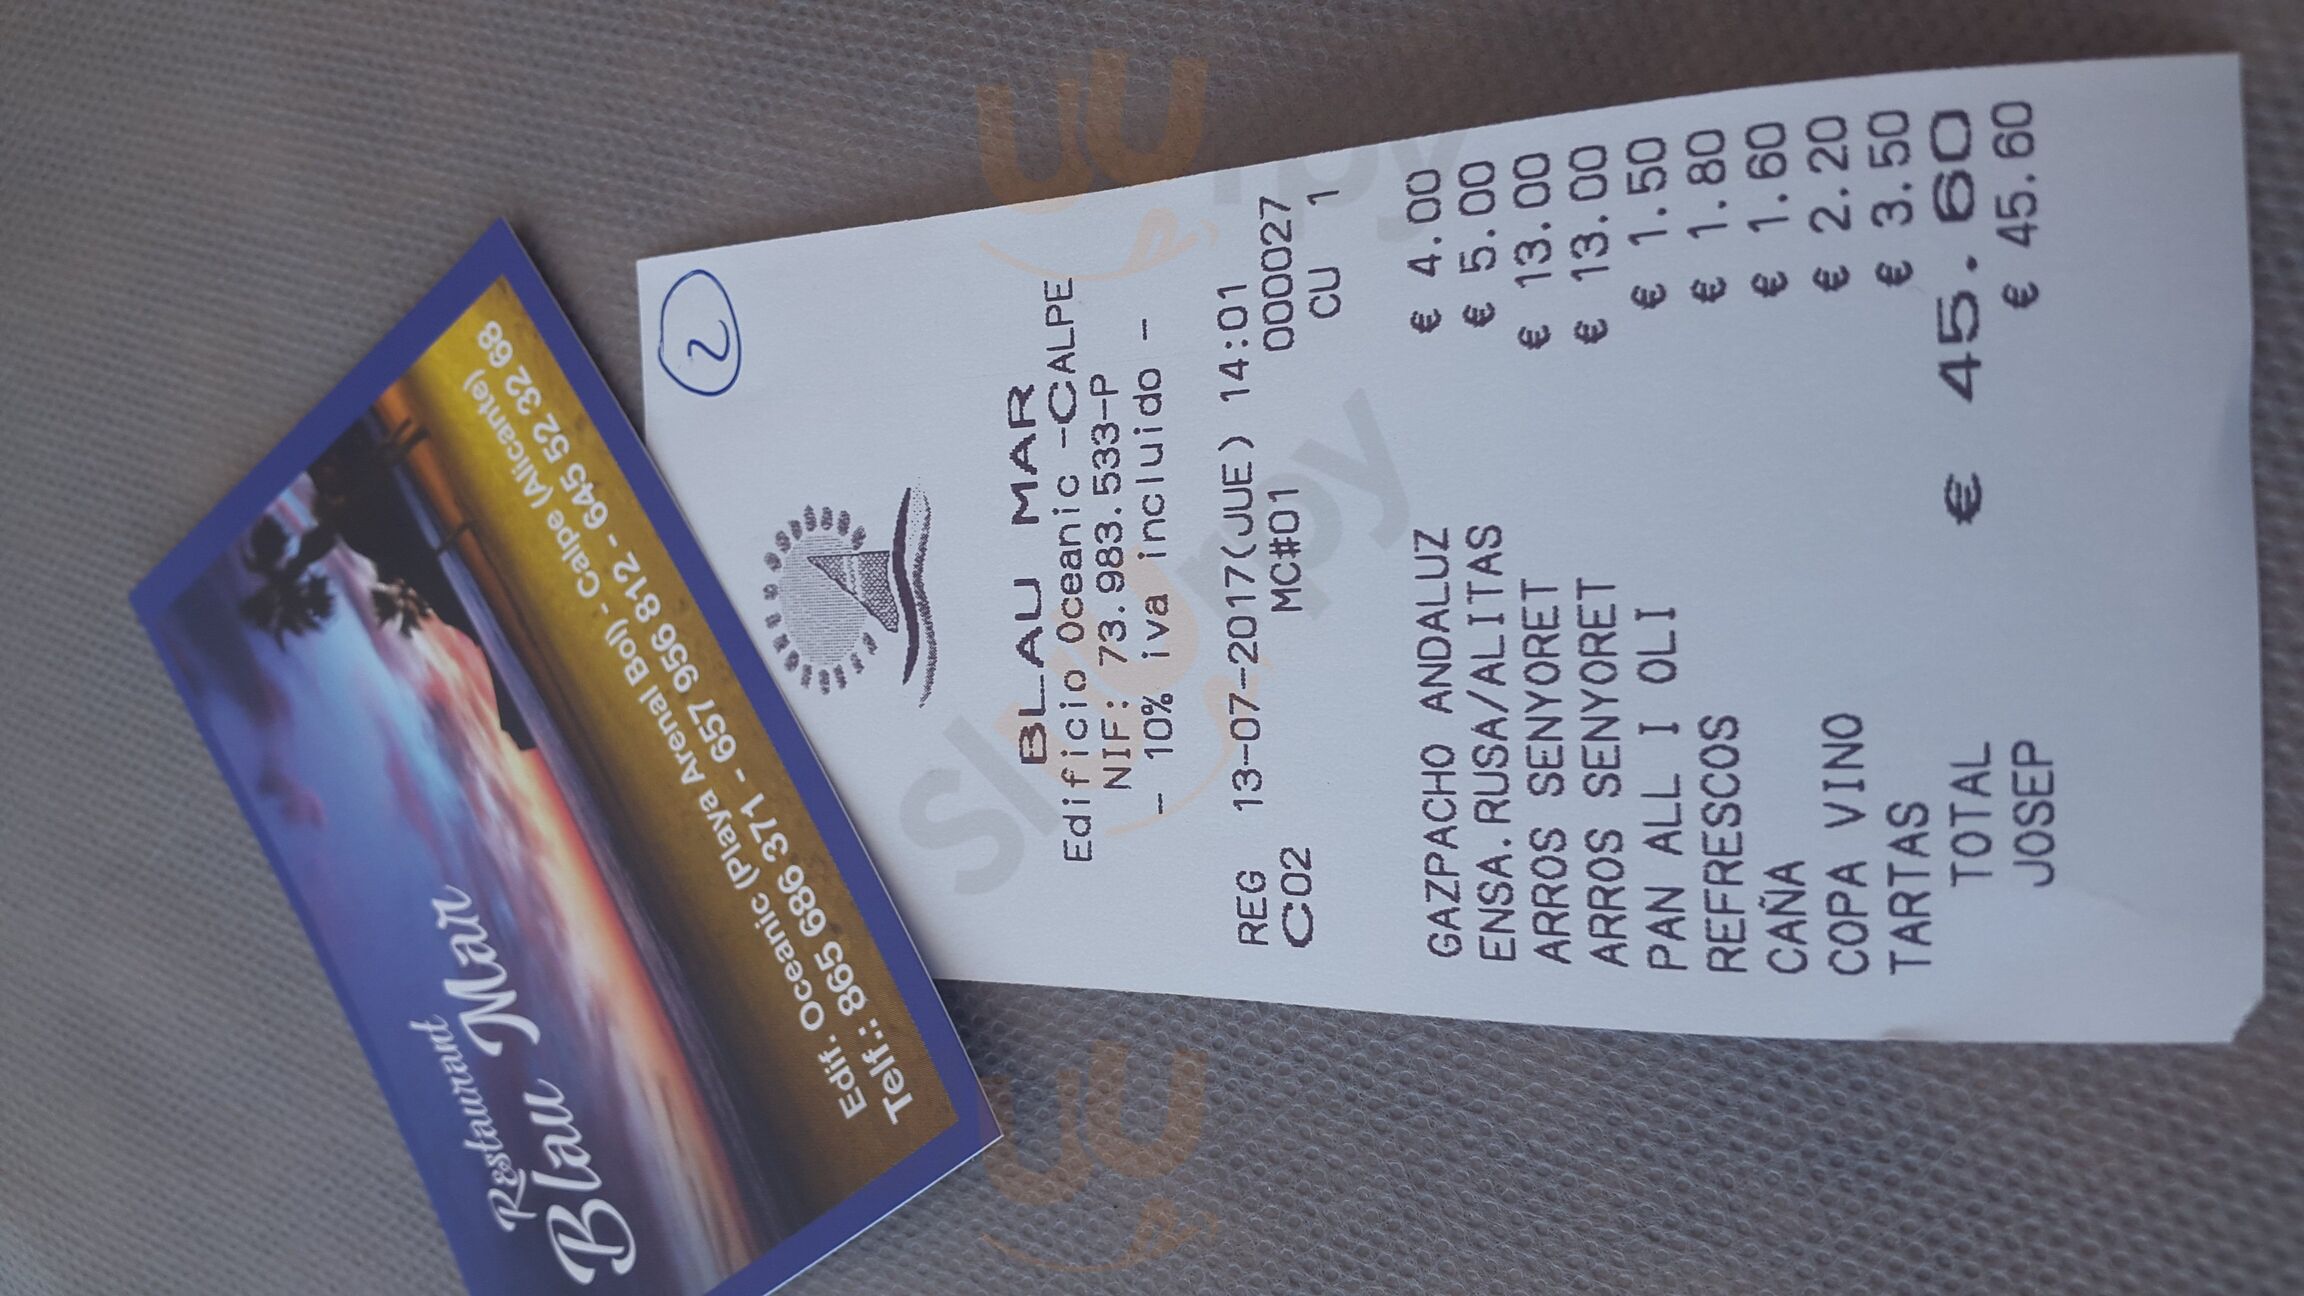 Restaurant
Blau Mar
Edif. Oceanic (Playa Arenal Bol) - Calpe (Alicante)
Telf.: 865 686 371 - 657 956 812 - 645 52 32 68
2
BLAU MAR
Edificio Oceanic -CALPE
NIF: 73.983.533-P
- 10% iva incluido -
REG 13-07-2017(JUE) 14:01
C02 MC#01 000027
CU 1
GAZPACHO ANDALUZ € 4.00
ENSA.RUSA/ALITAS € 5.00
ARROS SENYORET € 13.00
ARROS SENYORET € 13.00
PAN ALL I OLI € 1.50
REFRESCOS € 1.80
CAÑA € 1.60
COPA VINO € 2.20
TARTAS € 3.50
TOTAL € 45.60
JOSEP € 45.60
Slurpy